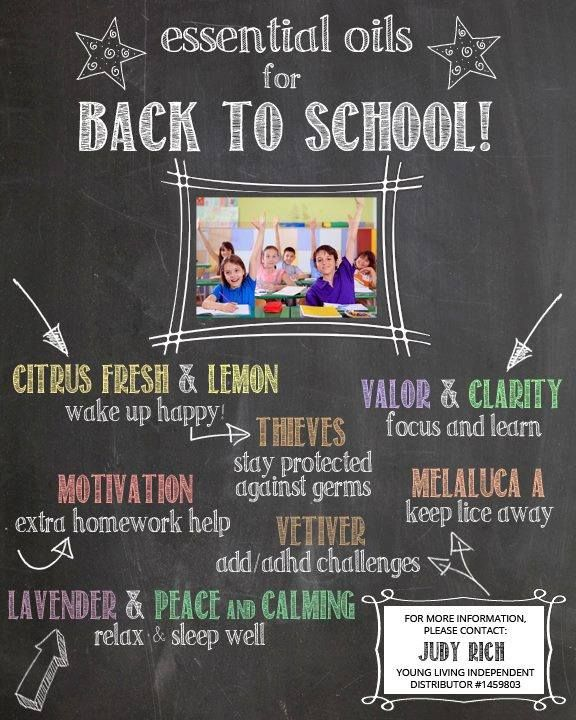 essential oils
for
BACK TO SCHOOL!
CITRUS FRESH & LEMON
wake up happy!
VALOR & CLARITY
focus and learn
THIEVES
stay protected
against germs
MOTIVATION
extra homework help
MELALUCA A
keep lice away
VETIVER
add/adhd challenges
LAVENDER & PEACE AND CALMING
relax & sleep well
FOR MORE INFORMATION,
PLEASE CONTACT:
JUDY RICH
YOUNG LIVING INDEPENDENT
DISTRIBUTOR #1459803